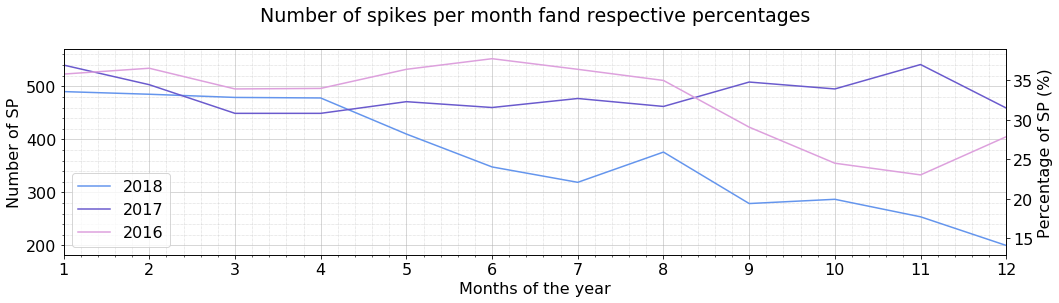 Number of spikes per month fand respective percentages
500
400
300
200
Number of SP
35
30
25
20
15
Percentage of SP (%)
2018
2017
2016
1 2 3 4 5 6 7 8 9 10 11 12
Months of the year